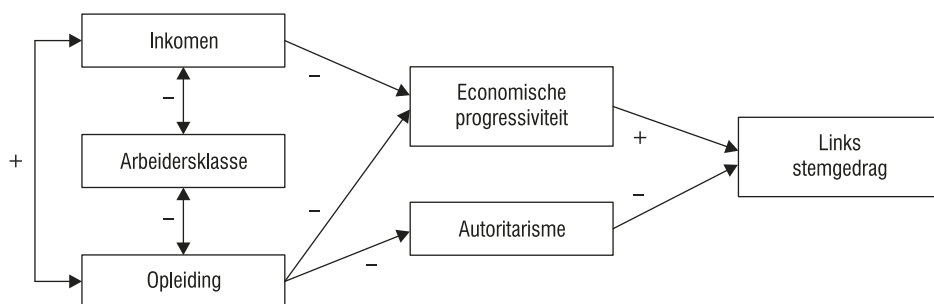 Inkomen
–
–
Economische
progressiviteit
+
+
Arbeidersklasse
Links
stemgedrag
–
–
–
Autoritarisme
–
Opleiding